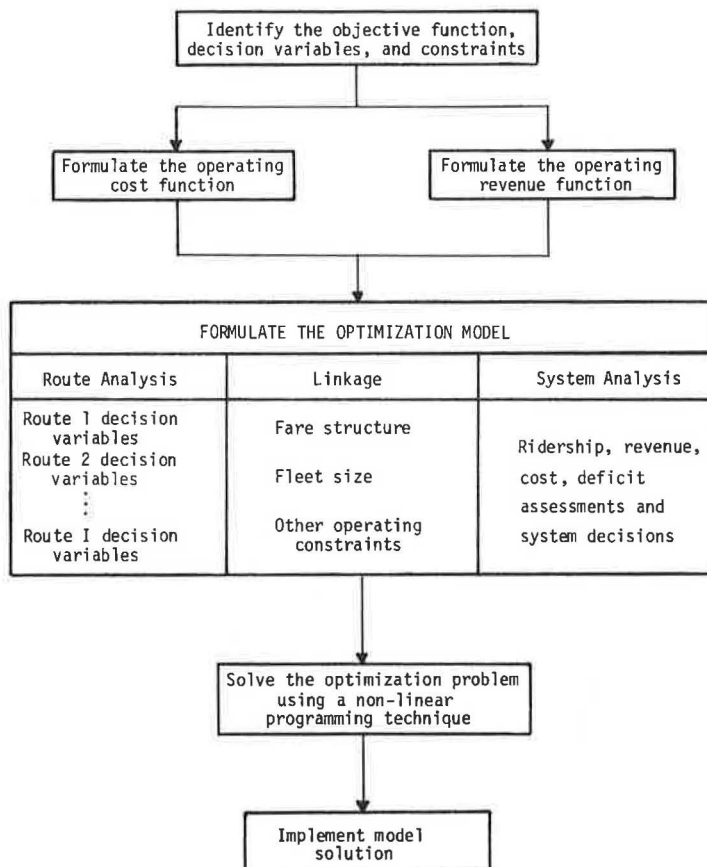 Identify the objective function,
decision variables, and constraints
Formulate the operating
cost function
Formulate the operating
revenue function
FORMULATE THE OPTIMIZATION MODEL
Route Analysis
Route 1 decision
variables
Route 2 decision
variables
Route I decision
variables
Linkage
Fare structure
Fleet size
Other operating
constraints
System Analysis
Ridership, revenue,
cost, deficit
assessments and
system decisions
Solve the optimization problem
using a non-linear
programming technique
Implement model
solution